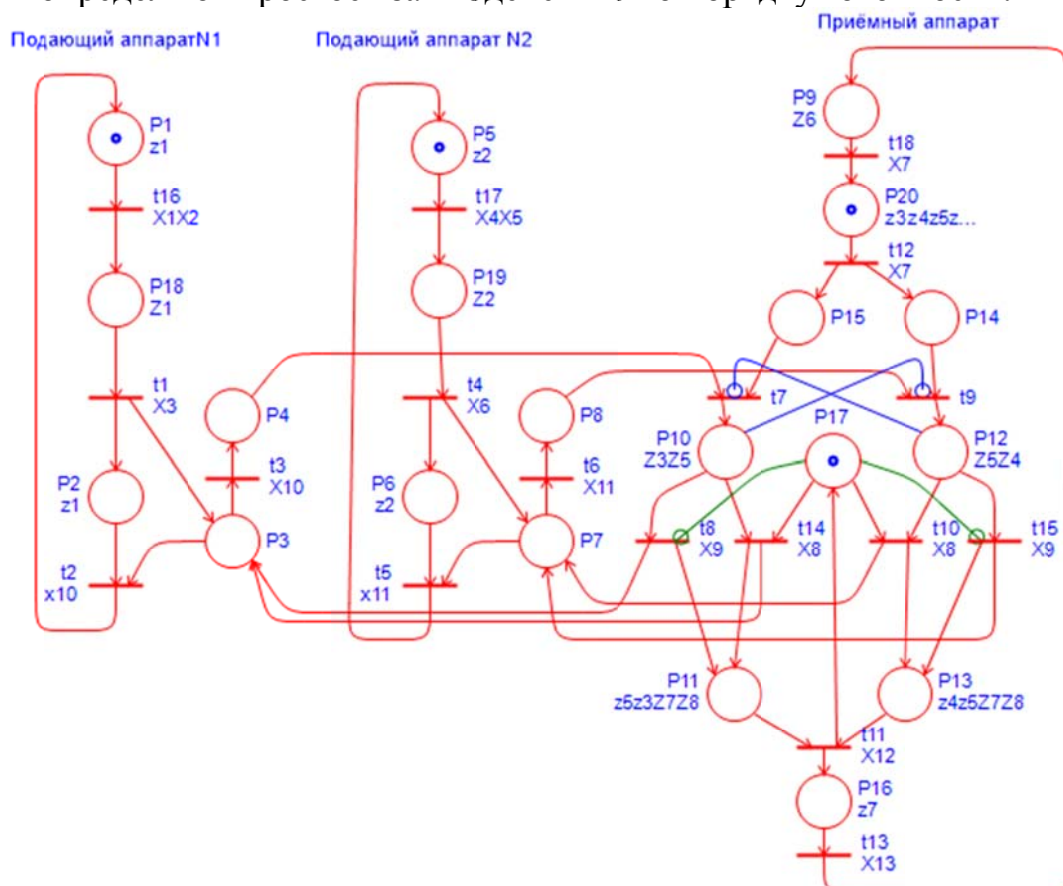 Подающий аппаратN1
Подающий аппарат N2
Приёмный аппарат
P1
z1
t16
X1X2
P18
Z1
t1
X3
P2
z1
t2
x10
P4
t3
X10
P3
P5
z2
t17
X4X5
P19
Z2
t4
X6
P6
z2
t5
x11
P8
t6
X11
P7
P9
Z6
t18
X7
P20
z3z4z5z...
t12
X7
P15
P14
t7
t9
P10
Z3Z5
P17
P12
Z5Z4
t8
X9
t14
X8
t10
X8
t15
X9
P11
z5z3Z7Z8
P13
z4z5Z7Z8
t11
X12
P16
z7
t13
X13